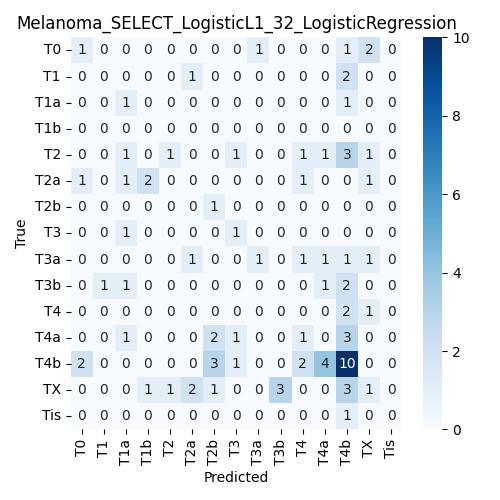 Melanoma_SELECT_LogisticL1_32_LogisticRegression
T0 1 0 0 0 0 0 0 0 1 0 0 0 1 2 0
T1 0 0 0 0 0 1 0 0 0 0 0 0 2 0 0
T1a 0 0 1 0 0 0 0 0 0 0 0 0 1 0 0
T1b 0 0 0 0 0 0 0 0 0 0 0 0 0 0 0
T2 0 0 1 0 1 0 0 1 0 0 1 1 3 1 0
T2a 1 0 1 2 0 0 0 0 0 0 1 0 0 1 0
T2b 0 0 0 0 0 0 1 0 0 0 0 0 0 0 0
T3 0 0 1 0 0 0 0 1 0 0 0 0 0 0 0
T3a 0 0 0 0 0 1 0 0 1 0 1 1 1 1 0
T3b 0 1 1 0 0 0 0 0 0 0 0 1 2 0 0
T4 0 0 0 0 0 0 0 0 0 0 0 0 2 1 0
T4a 0 0 1 0 0 0 2 1 0 0 1 0 3 0 0
T4b 2 0 0 0 0 0 3 1 0 0 2 4 10 0 0
TX 0 0 0 1 1 2 1 0 0 3 0 0 3 1 0
Tis 0 0 0 0 0 0 0 0 0 0 0 0 1 0 0
T0 T1 T1a T1b T2 T2a T2b T3 T3a T3b T4 T4a T4b TX Tis
Predicted
True
10
8
6
4
2
0